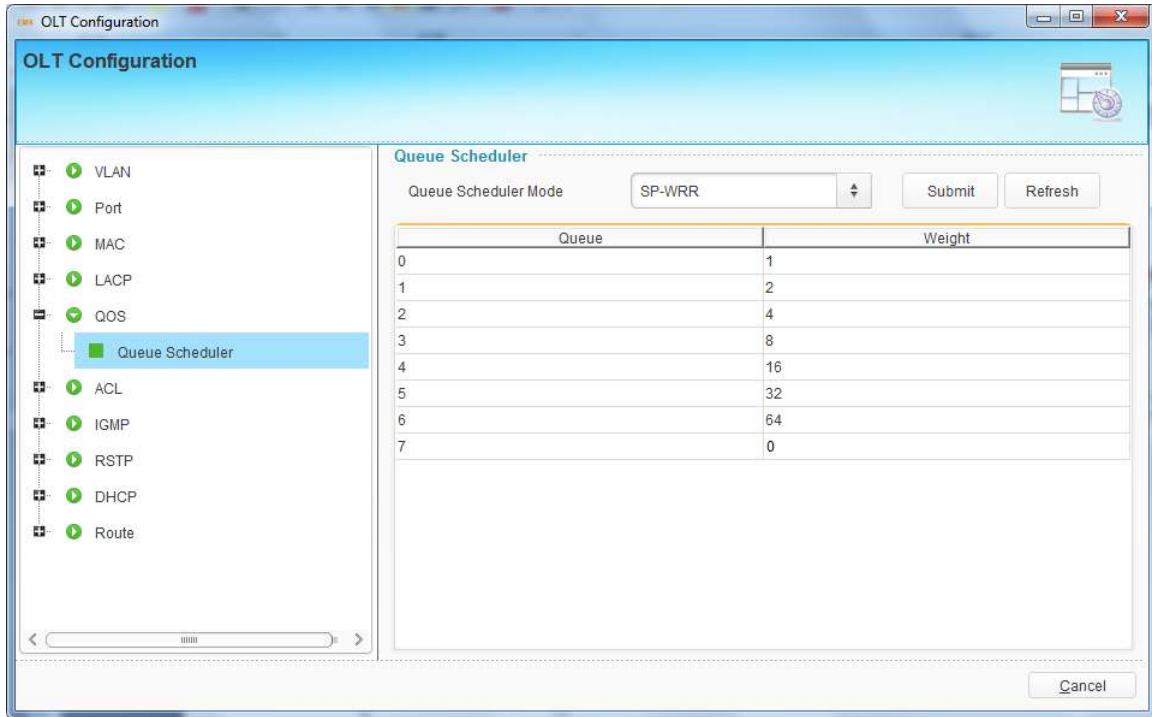 OLT Configuration
OLT Configuration
VLAN
Port
MAC
LACP
QOS
Queue Scheduler
ACL
IGMP
RSTP
DHCP
Route
Queue Scheduler
Queue Scheduler Mode SP-WRR Submit Refresh
Queue Weight
0 1
1 2
2 4
3 8
4 16
5 32
6 64
7 0
Cancel